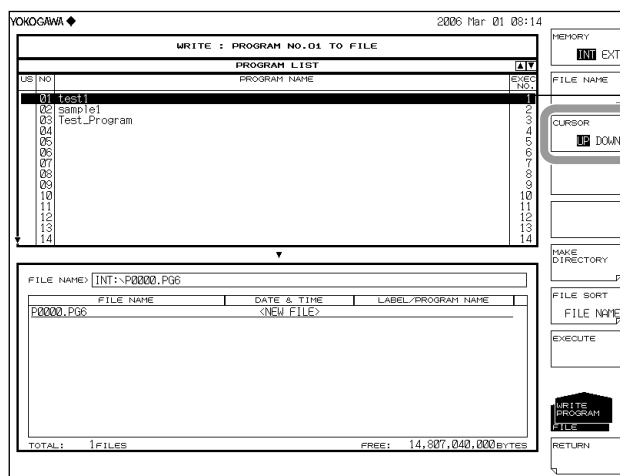 YOKOGAWA ◆ 2006 Mar 01 08:14
WRITE : PROGRAM NO.01 TO FILE
PROGRAM LIST
US NO PROGRAM NAME EXEC NO.
01 test1 1
02 sample1 2
03 Test_Program 3
04 4
05 5
06 6
07 7
08 8
09 9
10 10
11 11
12 12
13 13
14 14
FILE NAME> INT:\P0000.PG6
FILE NAME DATE & TIME LABEL/PROGRAM NAME
P0000.PG6 <NEW FILE>
TOTAL: 1FILES FREE: 14,807,040,000BYTES
MEMORY
INT EXT
FILE NAME
CURSOR
UP DOWN
MAKE
DIRECTORY
FILE SORT
FILE NAME
EXECUTE
WRITE
PROGRAM
FILE
RETURN